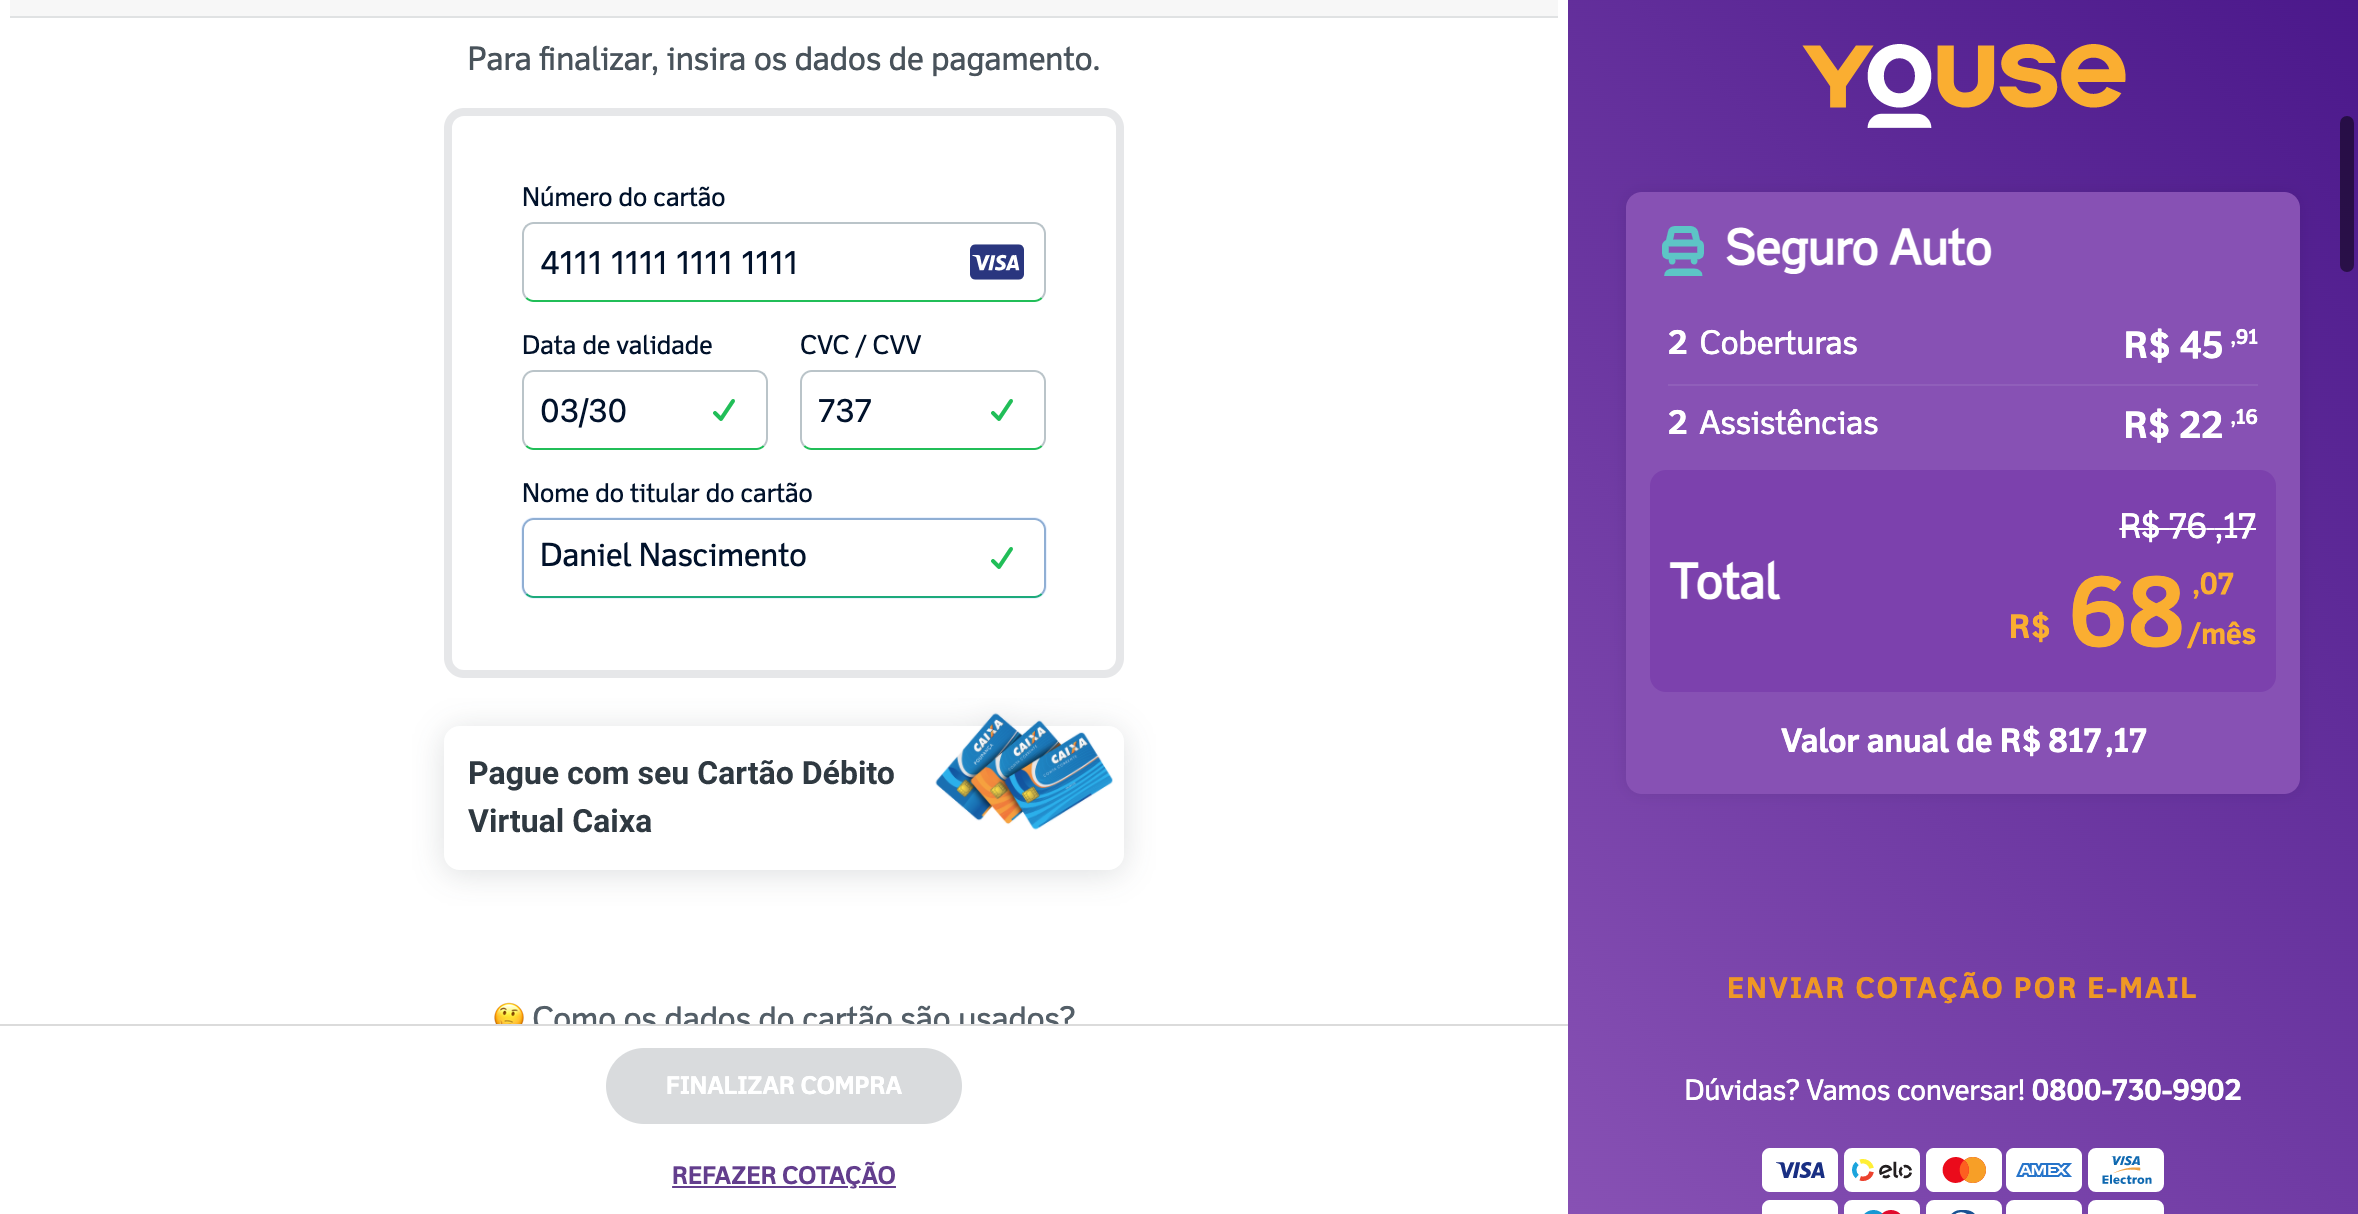 Para finalizar, insira os dados de pagamento.
Número do cartão
4111 1111 1111 1111
VISA
Data de validade
CVC / CVV
03/30
737
Nome do titular do cartão
Daniel Nascimento
Pague com seu Cartão Débito
Virtual Caixa
CAIXA
CAIXA
CAIXA
🤔 Como os dados do cartão são usados?
FINALIZAR COMPRA
REFAZER COTAÇÃO
YOUSE
Seguro Auto
2 Coberturas R$ 45 ,91
2 Assistências R$ 22 ,16
R$ 76 ,17
Total
R$ 68 ,07 /mês
Valor anual de R$ 817,17
ENVIAR COTAÇÃO POR E-MAIL
Dúvidas? Vamos conversar! 0800-730-9902
VISA
elo
AMEX
VISA
Electron